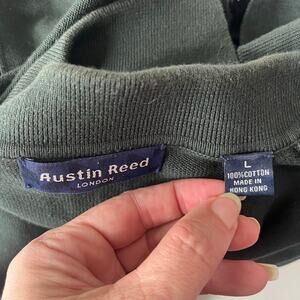 Austin Reed
LONDON
L
100%COTTON
MADE IN
HONG KONG